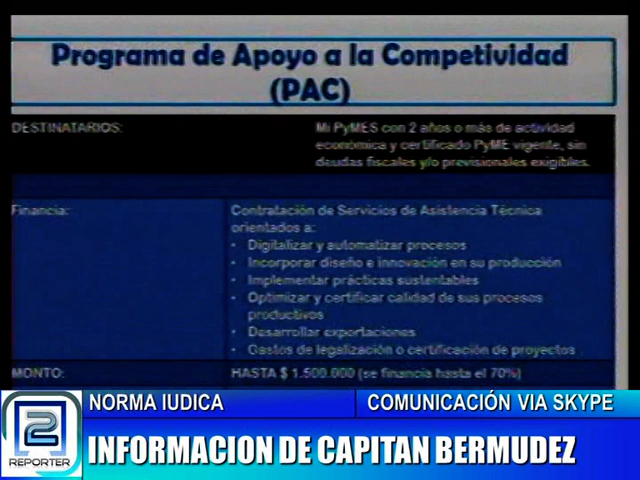 Programa de Apoyo a la Competividad
(PAC)
DESTINATARIOS:
Mi PyMES con 2 años o más de actividad
económica y certificado PyME vigente, sin
deudas fiscales y/o previsionales exigibles.
Financia:
Contratación de Servicios de Asistencia Técnica
orientados a:
• Digitalizar y automatizar procesos
• Incorporar diseño e innovación en su producción
• Implementar prácticas sustentables
• Optimizar y certificar calidad de sus procesos
productivos
• Desarrollar exportaciones
• Gastos de legalización o certificación de proyectos
MONTO:
HASTA $ 1.500.000 (se financia hasta el 70%)
NORMA IUDICA
COMUNICACIÓN VIA SKYPE
2
REPORTER
INFORMACION DE CAPITAN BERMUDEZ